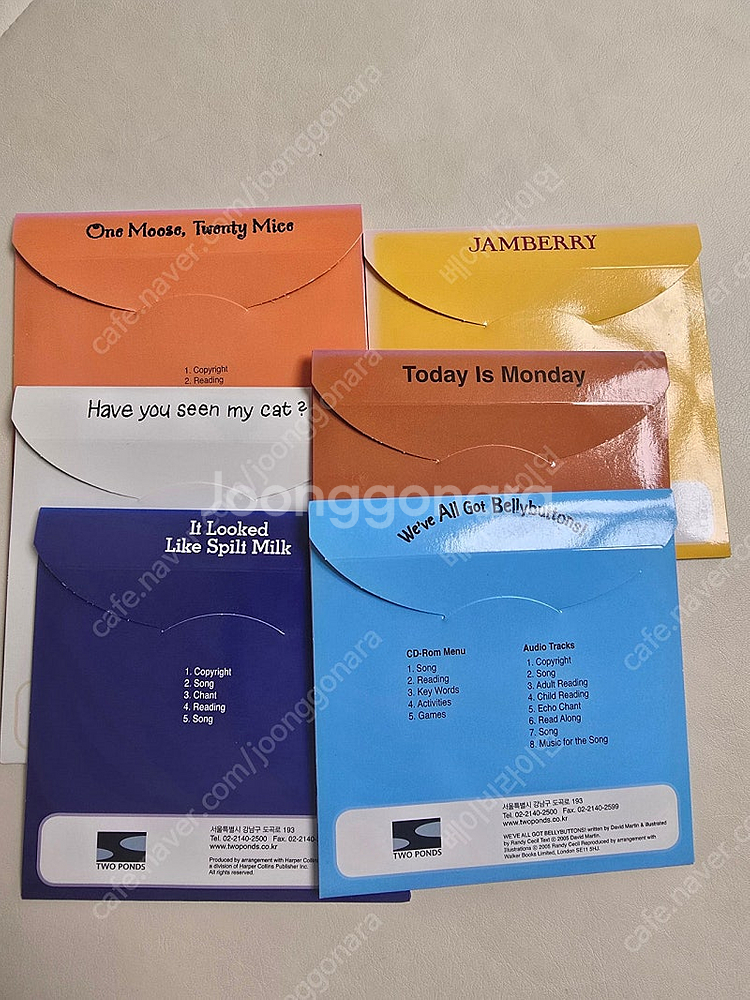 One Moose, Twenty Mice
1. Copyright
2. Reading
JAMBERRY
Have you seen my cat?
Today Is Monday
It Looked
Like Spilt Milk
1. Copyright
2. Song
3. Chant
4. Reading
5. Song
TWO PONDS
서울특별시 강남구 도곡로 193
Tel. 02-2140-2500 Fax. 02-2140-
www.twoponds.co.kr
Produced by arrangement with Harper Collins
a division of Harper Collins Publisher Inc.
All rights reserved.
We've All Got Bellybuttons!
CD-Rom Menu
1. Song
2. Reading
3. Key Words
4. Activities
5. Games
Audio Tracks
1. Copyright
2. Song
3. Adult Reading
4. Child Reading
5. Echo Chant
6. Read Along
7. Song
8. Music for the Song
TWO PONDS
서울특별시 강남구 도곡로 193
Tel. 02-2140-2500 Fax. 02-2140-2599
www.twoponds.co.kr
WE'VE ALL GOT BELLYBUTTONS! written by David Martin & illustrated
by Randy Cecil Text © 2005 David Martin.
Illustrations © 2005 Randy Cecil Reproduced by arrangement with
Walker Books Limited, London SE11 5HJ.
Joonggonara
cafe.naver.com/joonggonara